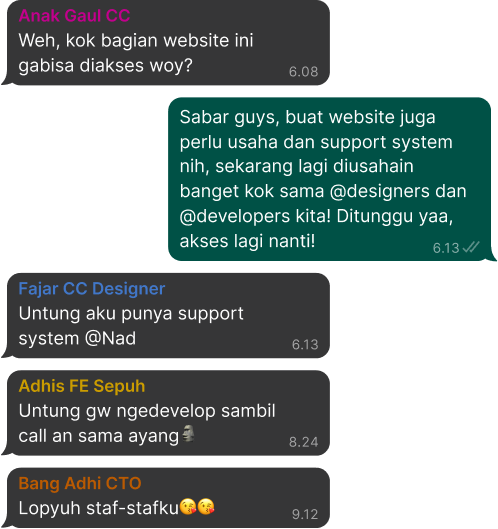 Anak Gaul CC
Weh, kok bagian website ini
gabisa diakses woy?
6.08
Sabar guys, buat website juga
perlu usaha dan support system
nih, sekarang lagi diusahain
banget kok sama @designers dan
@developers kita! Ditunggu yaa,
akses lagi nanti!
6.13
Fajar CC Designer
Untung aku punya support
system @Nad
6.13
Adhis FE Sepuh
Untung gw ngedevelop sambil
call an sama ayang🗿
8.24
Bang Adhi CTO
Lopyuh staf-stafku😘😘
9.12